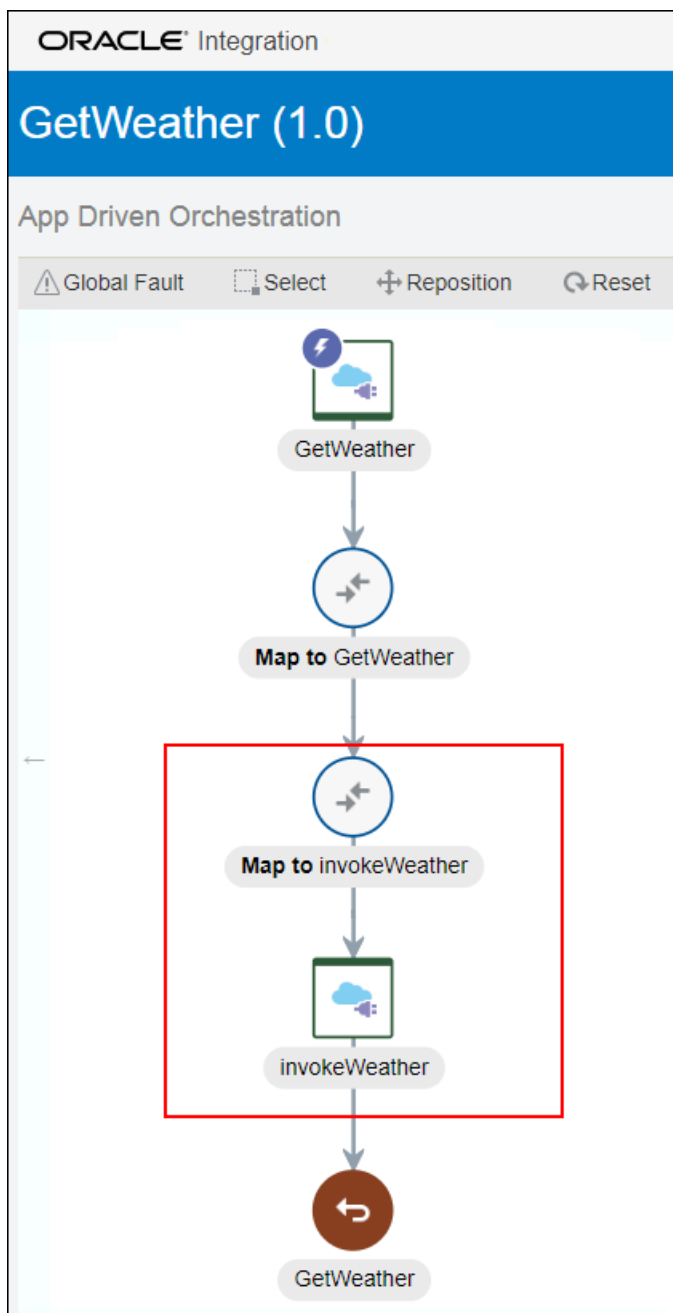 ORACLE® Integration
GetWeather (1.0)
App Driven Orchestration
Global Fault Select Reposition Reset
GetWeather
Map to GetWeather
Map to invokeWeather
invokeWeather
GetWeather